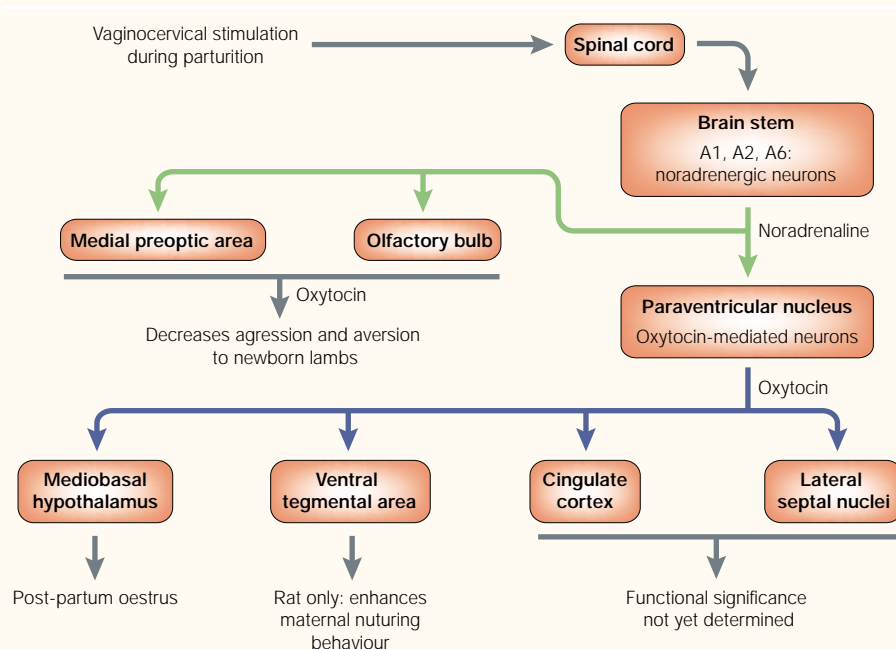 Vaginocervical stimulation
during parturition
Spinal cord
Brain stem
A1, A2, A6:
noradrenergic neurons
Noradrenaline
Medial preoptic area
Olfactory bulb
Oxytocin
Decreases agression and aversion
to newborn lambs
Paraventricular nucleus
Oxytocin-mediated neurons
Oxytocin
Mediobasal
hypothalamus
Ventral
tegmental area
Cingulate
cortex
Lateral
septal nuclei
Post-partum oestrus
Rat only: enhances
maternal nuturing
behaviour
Functional significance
not yet determined